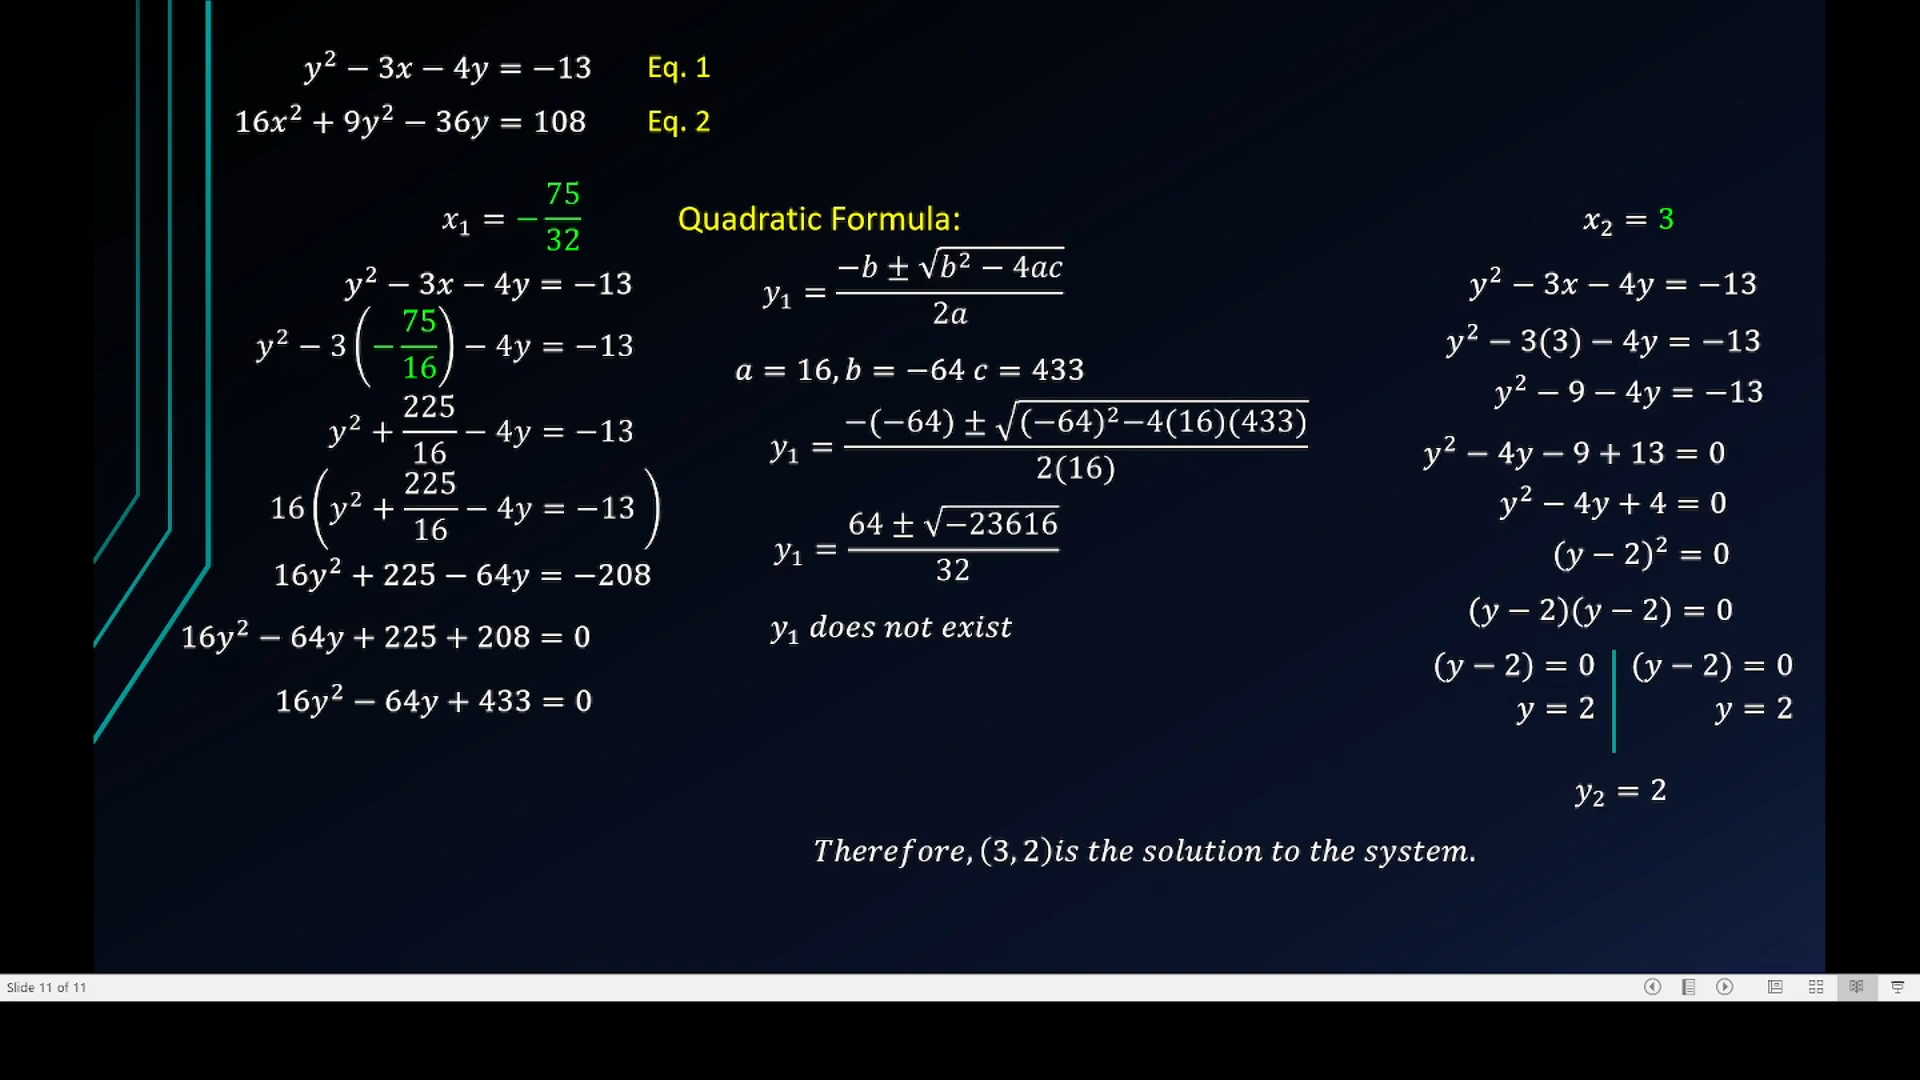 y² − 3x − 4y = −13 Eq. 1
16x² + 9y² − 36y = 108 Eq. 2
x₁ = −75/32
y² − 3x − 4y = −13
y² − 3(−75/16) − 4y = −13
y² + 225/16 − 4y = −13
16(y² + 225/16 − 4y = −13)
16y² + 225 − 64y = −208
16y² − 64y + 225 + 208 = 0
16y² − 64y + 433 = 0
Quadratic Formula:
y₁ = (−b ± √(b² − 4ac))/2a
a = 16, b = −64 c = 433
y₁ = (−(−64) ± √((−64)²−4(16)(433)))/2(16)
y₁ = (64 ± √(−23616))/32
y₁ does not exist
x₂ = 3
y² − 3x − 4y = −13
y² − 3(3) − 4y = −13
y² − 9 − 4y = −13
y² − 4y − 9 + 13 = 0
y² − 4y + 4 = 0
(y − 2)² = 0
(y − 2)(y − 2) = 0
(y − 2) = 0 (y − 2) = 0
y = 2 y = 2
y₂ = 2
Therefore, (3, 2)is the solution to the system.
Slide 11 of 11